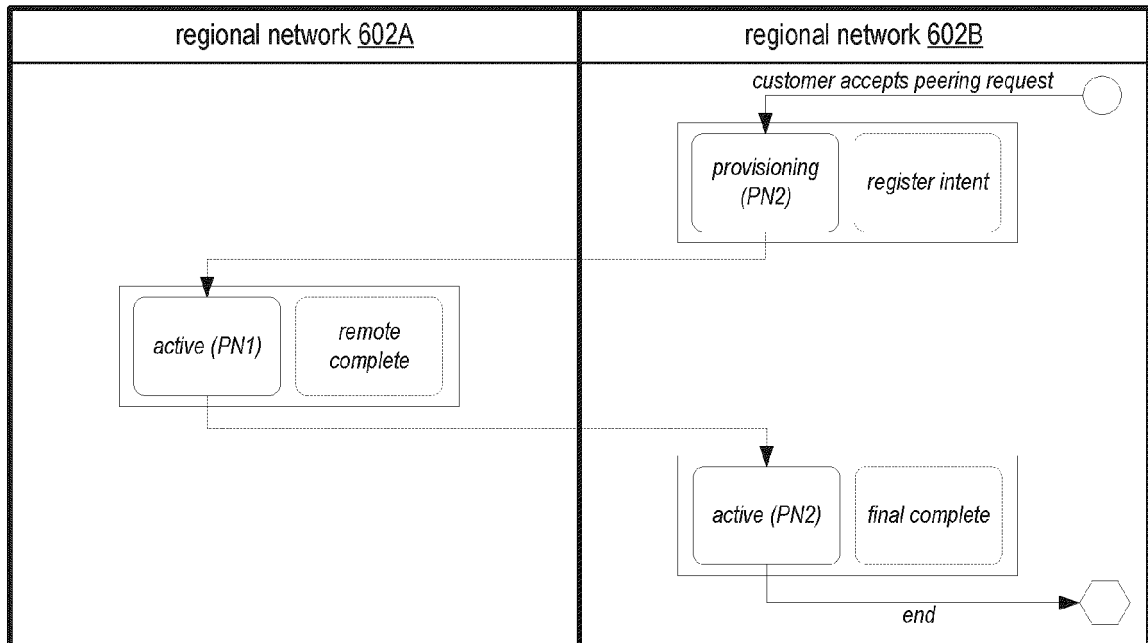 regional network 602A
regional network 602B
customer accepts peering request
provisioning
(PN2)
register intent
active (PN1)
remote
complete
active (PN2)
final complete
end